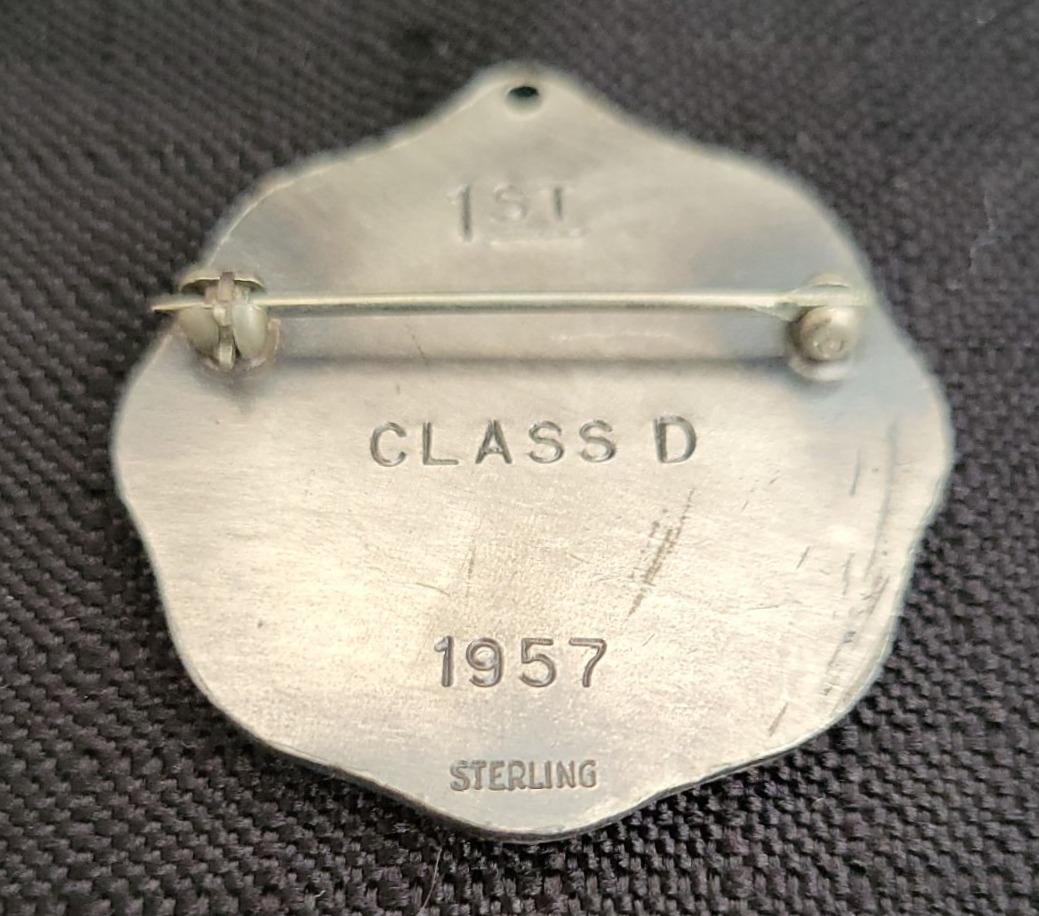 1ST
CLASS D
1957
STERLING